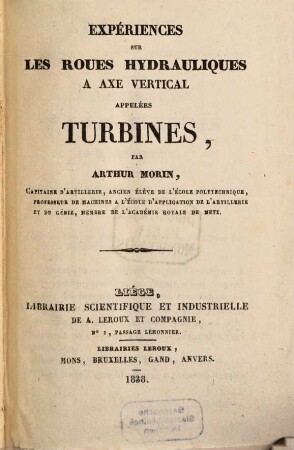 EXPÉRIENCES
SUR
LES ROUES HYDRAULIQUES
A AXE VERTICAL
APPELÉES
TURBINES,
PAR
ARTHUR MORIN,
CAPITAINE D'ARTILLERIE, ANCIEN ÉLÈVE DE L'ÉCOLE POLYTECHNIQUE,
PROFESSEUR DE MACHINES A L'ÉCOLE D'APPLICATION DE L'ARTILLERIE
ET DU GÉNIE, MEMBRE DE L'ACADÉMIE ROYALE DE METZ.
LIÉGE,
LIBRAIRIE SCIENTIFIQUE ET INDUSTRIELLE
DE A. LEROUX ET COMPAGNIE,
N° 1, PASSAGE LEMONNIER.
LIBRAIRIES LEROUX,
MONS, BRUXELLES, GAND, ANVERS.
1838.